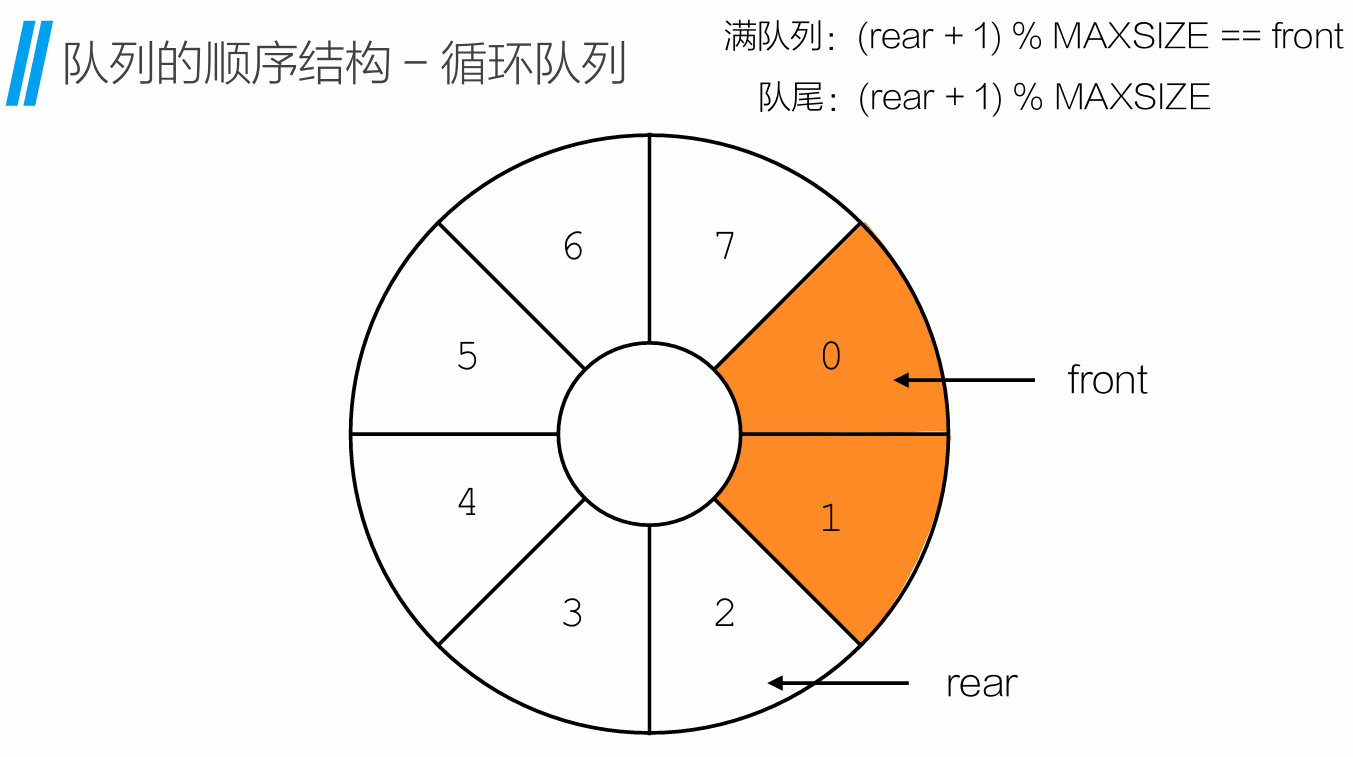 队列的顺序结构 – 循环队列
满队列：(rear + 1) % MAXSIZE == front
队尾：(rear + 1) % MAXSIZE
6
7
5
0
front
4
1
3
2
rear